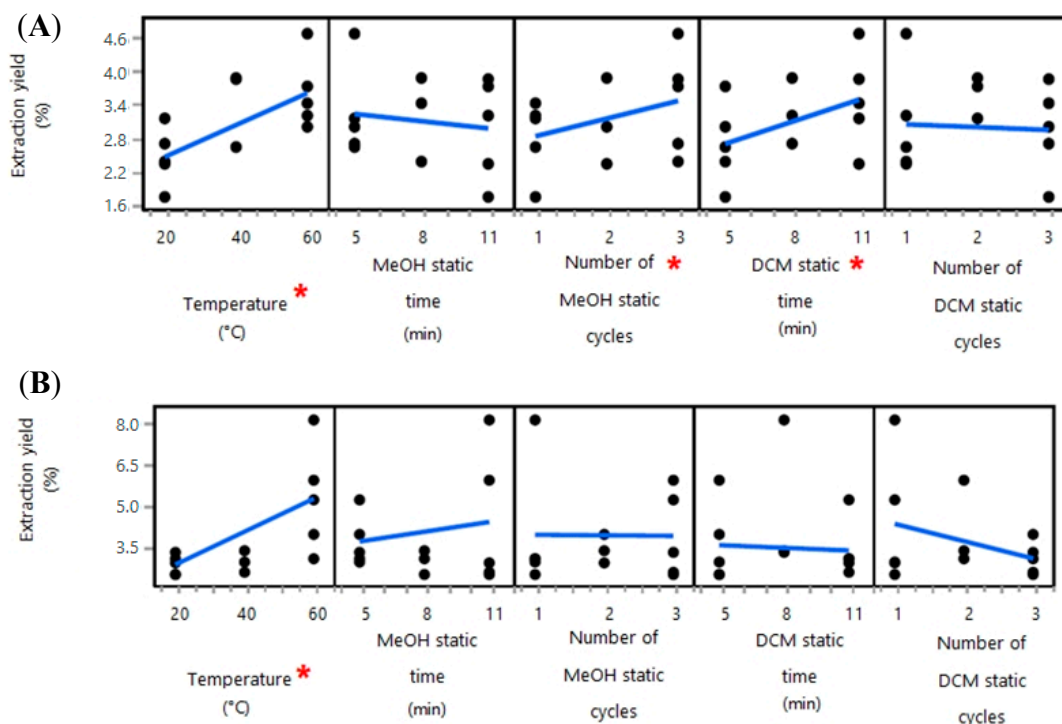 (A)
Extraction yield
(%)
4.6
4.0
3.4
2.8
2.2
1.6
20 40 60 5 8 11 1 2 3 5 8 11 1 2 3
Temperature *
(°C)
MeOH static
time
(min)
Number of *
MeOH static
cycles
DCM static *
time
(min)
Number of
DCM static
cycles
(B)
Extraction yield
(%)
8.0
6.5
5.0
3.5
20 40 60 5 8 11 1 2 3 5 8 11 1 2 3
Temperature *
(°C)
MeOH static
time
(min)
Number of
MeOH static
cycles
DCM static
time
(min)
Number of
DCM static
cycles